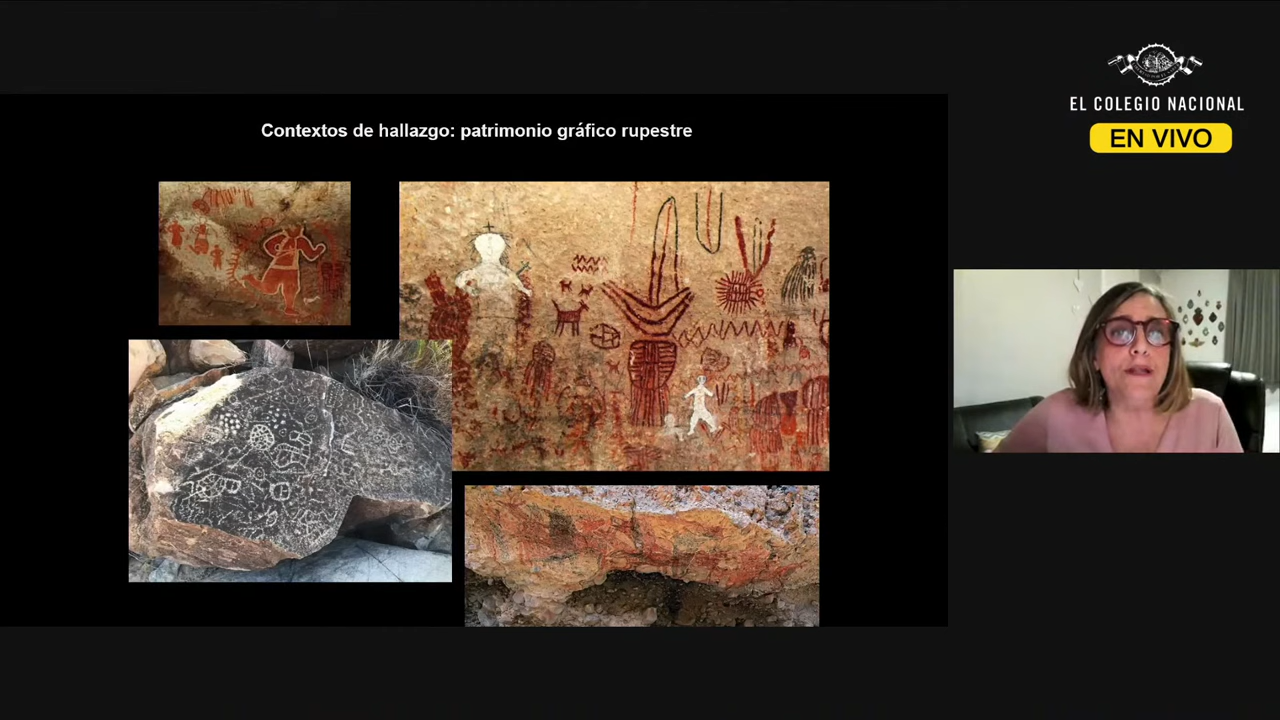 Contextos de hallazgo: patrimonio gráfico rupestre
EL COLEGIO NACIONAL
EN VIVO